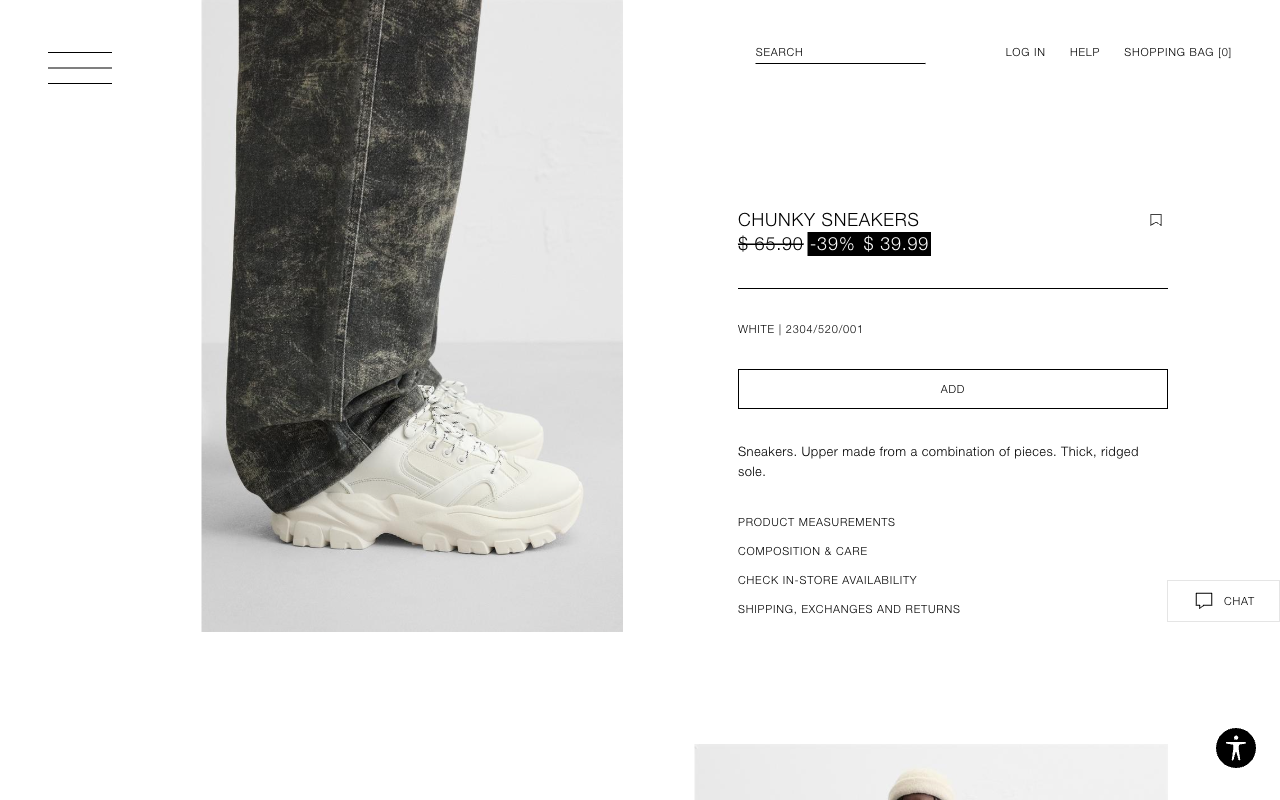 SEARCH
LOG IN
HELP
SHOPPING BAG [0]
CHUNKY SNEAKERS
$ 65.90 -39% $ 39.99
WHITE | 2304/520/001
ADD
Sneakers. Upper made from a combination of pieces. Thick, ridged
sole.
PRODUCT MEASUREMENTS
COMPOSITION & CARE
CHECK IN-STORE AVAILABILITY
SHIPPING, EXCHANGES AND RETURNS
CHAT